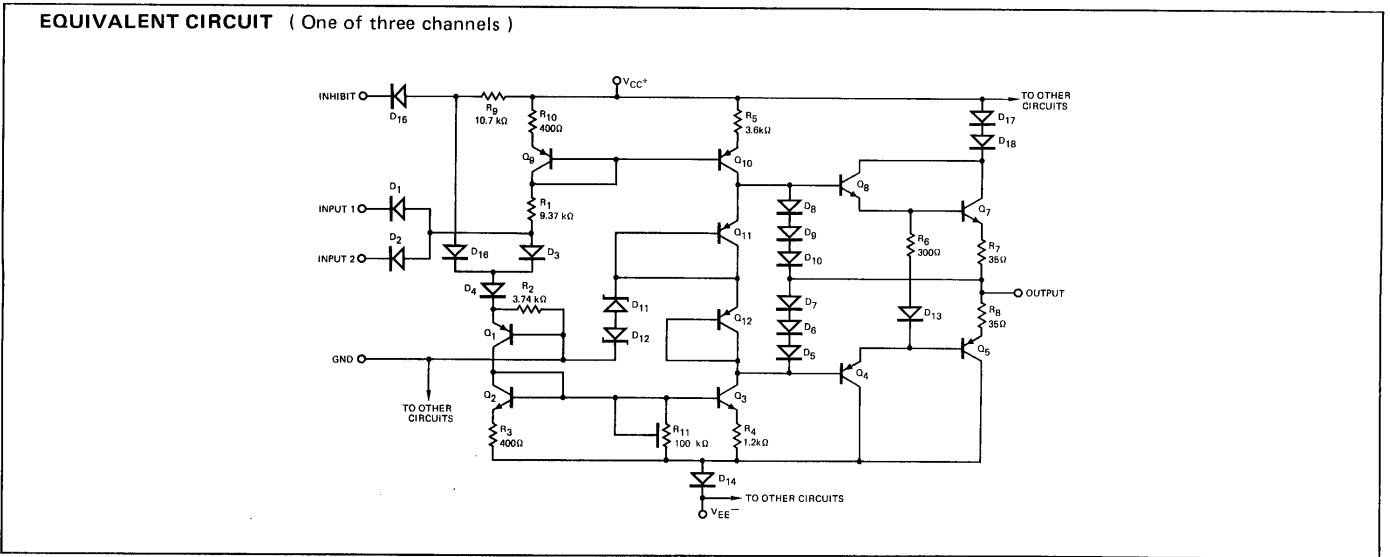 EQUIVALENT CIRCUIT ( One of three channels )
VCC+
INHIBIT
D15
R9
10.7 kΩ
R10
400Ω
R5
3.6kΩ
TO OTHER
CIRCUITS
D17
D18
Q9
Q10
Q8
D1
INPUT 1
R1
9.37 kΩ
D8
Q7
D2
INPUT 2
D16
D3
Q11
D9
R6
300Ω
R7
35Ω
D10
D4
R2
3.74 kΩ
D11
D7
OUTPUT
D12
Q12
D6
D13
R8
35Ω
Q1
D5
Q5
GND
Q4
Q2
Q3
TO OTHER
CIRCUITS
R3
400Ω
R11
100 kΩ
R4
1.2kΩ
D14
TO OTHER CIRCUITS
VEE−